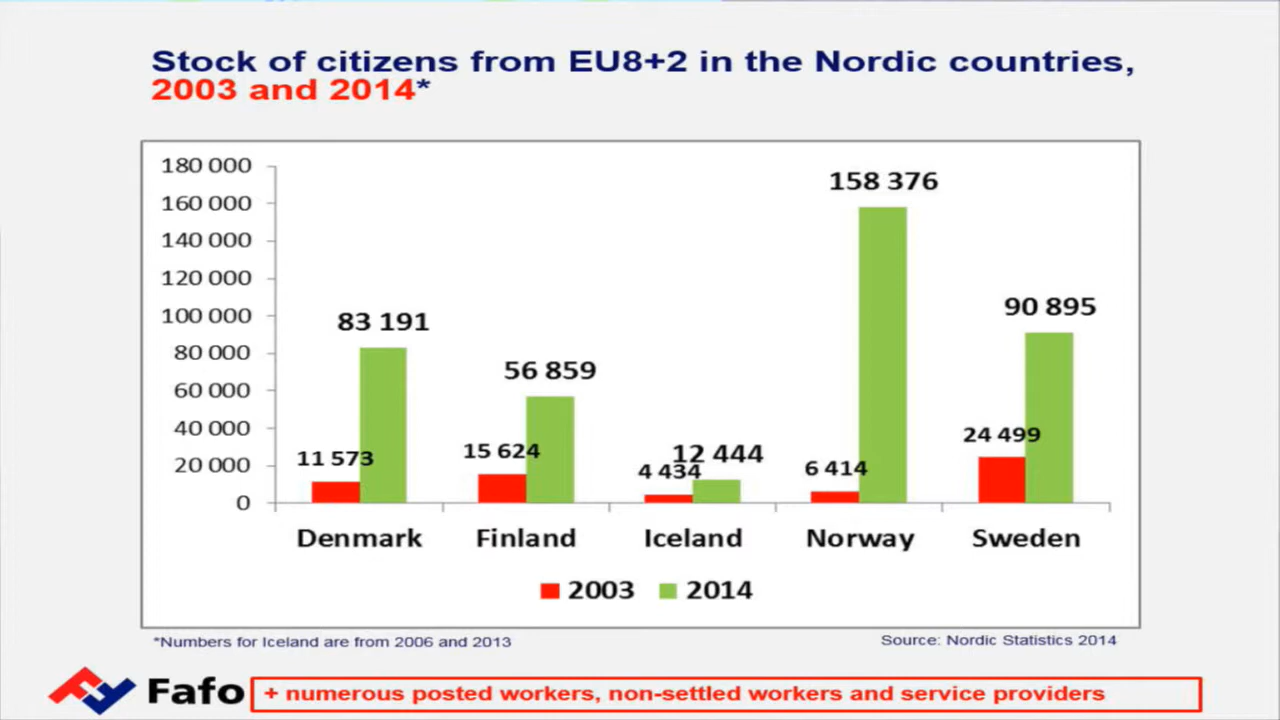 Stock of citizens from EU8+2 in the Nordic countries,
2003 and 2014*
180 000
160 000
140 000
120 000
100 000
80 000
60 000
40 000
20 000
0
11 573
83 191
15 624
56 859
4 434
12 444
6 414
158 376
24 499
90 895
Denmark
Finland
Iceland
Norway
Sweden
2003
2014
*Numbers for Iceland are from 2006 and 2013
Source: Nordic Statistics 2014
Fafo
+ numerous posted workers, non-settled workers and service providers